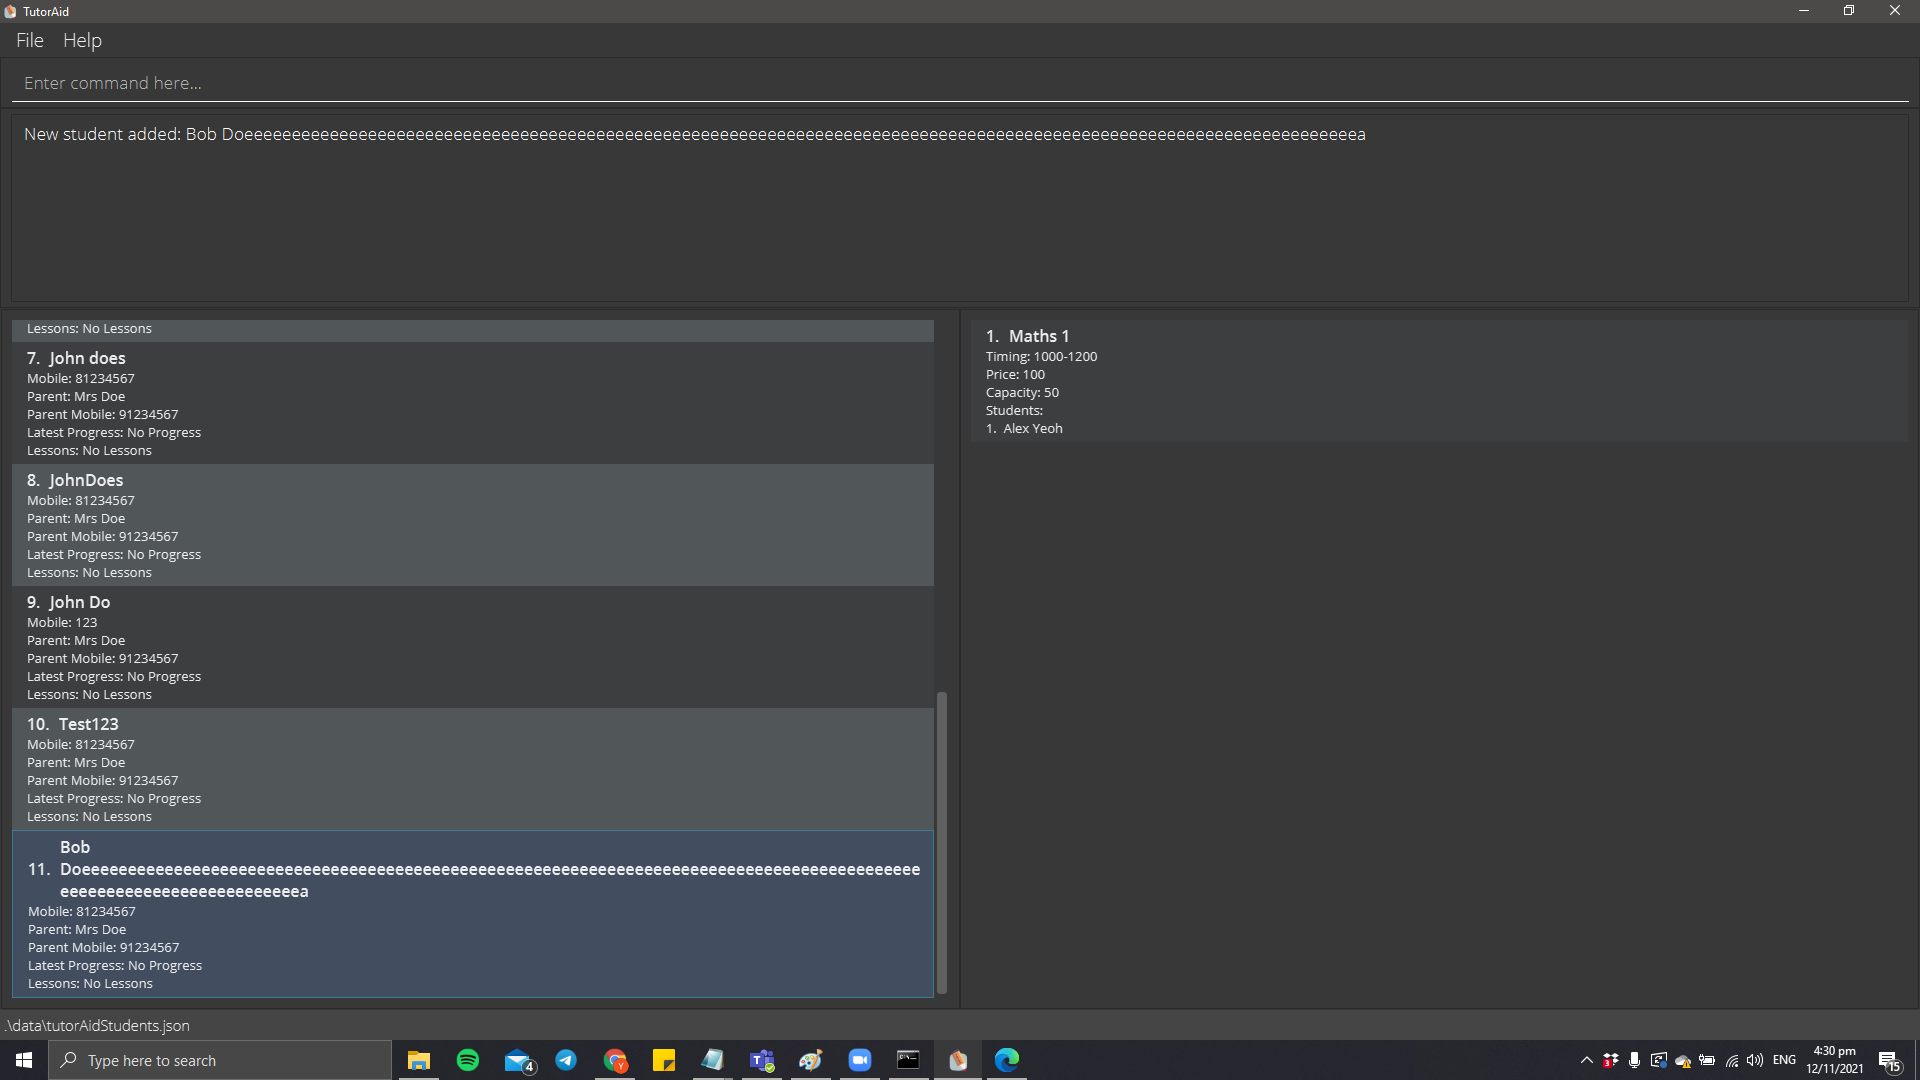 TutorAid
File Help
Enter command here...
New student added: Bob Doeeeeeeeeeeeeeeeeeeeeeeeeeeeeeeeeeeeeeeeeeeeeeeeeeeeeeeeeeeeeeeeeeeeeeeeeeeeeeeeeeeeeeeeeeeeeeeeeeeeeeeeeeeeeeeeeeeeea
Lessons: No Lessons
7. John does
Mobile: 81234567
Parent: Mrs Doe
Parent Mobile: 91234567
Latest Progress: No Progress
Lessons: No Lessons
8. JohnDoes
Mobile: 81234567
Parent: Mrs Doe
Parent Mobile: 91234567
Latest Progress: No Progress
Lessons: No Lessons
9. John Do
Mobile: 123
Parent: Mrs Doe
Parent Mobile: 91234567
Latest Progress: No Progress
Lessons: No Lessons
10. Test123
Mobile: 81234567
Parent: Mrs Doe
Parent Mobile: 91234567
Latest Progress: No Progress
Lessons: No Lessons
Bob
11. Doeeeeeeeeeeeeeeeeeeeeeeeeeeeeeeeeeeeeeeeeeeeeeeeeeeeeeeeeeeeeeeeeeeeeeeeeeeeeeeeeeeeeeeeeee
eeeeeeeeeeeeeeeeeeeeeeeeeea
Mobile: 81234567
Parent: Mrs Doe
Parent Mobile: 91234567
Latest Progress: No Progress
Lessons: No Lessons
1. Maths 1
Timing: 1000-1200
Price: 100
Capacity: 50
Students:
1. Alex Yeoh
.\data\tutorAidStudents.json
Type here to search
4
3
ENG
4:30 pm
12/11/2021
15